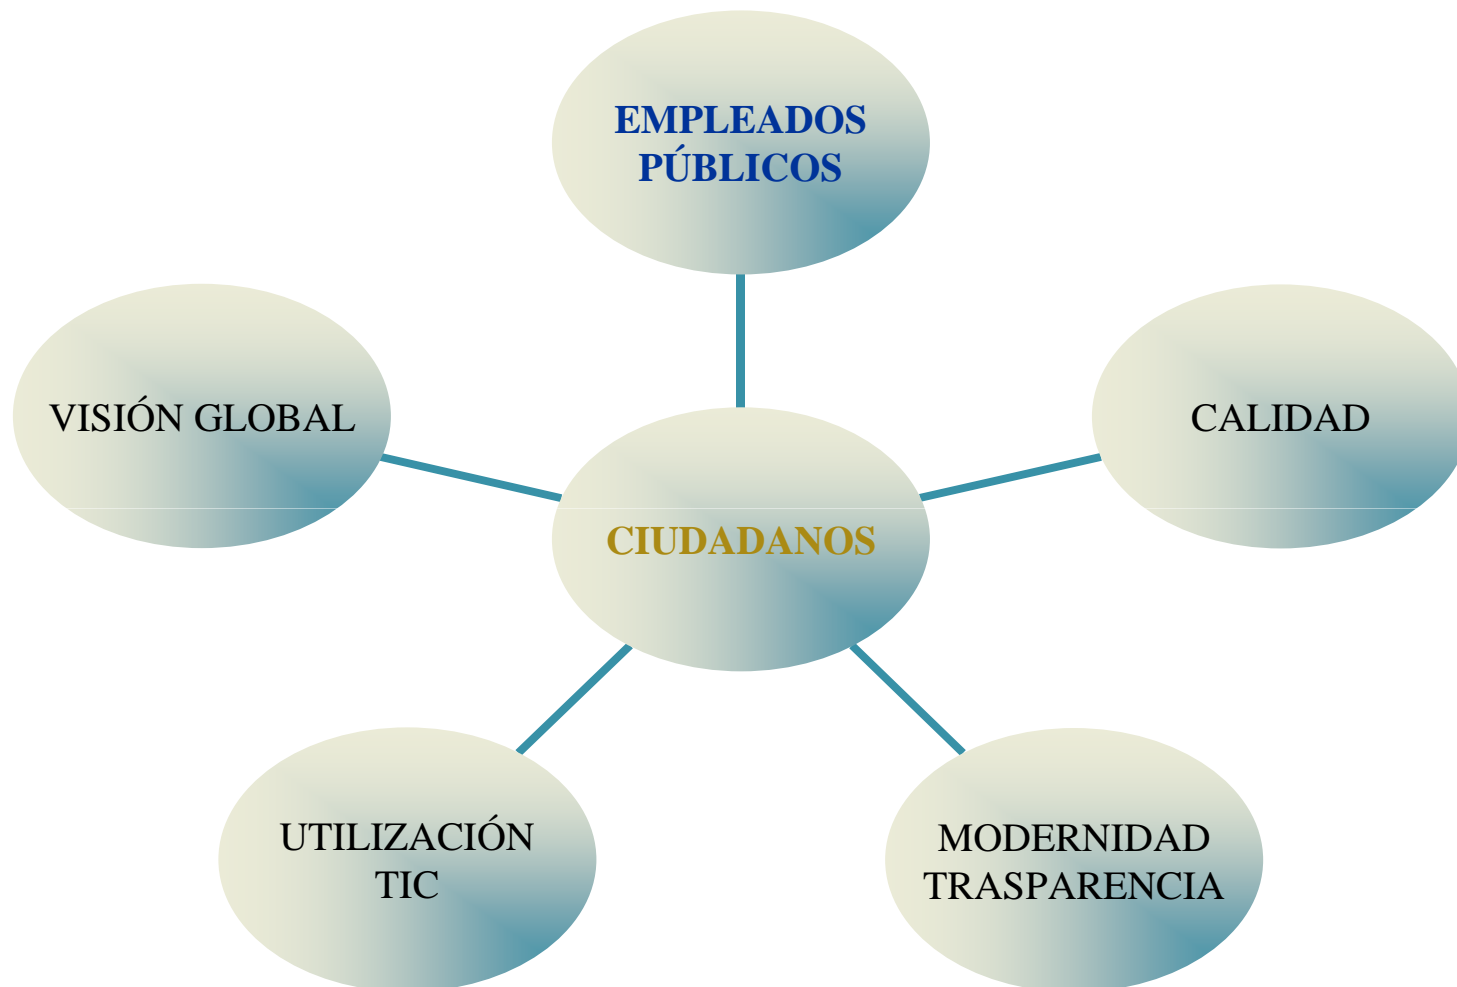 EMPLEADOS
PÚBLICOS
VISIÓN GLOBAL
CALIDAD
CIUDADANOS
UTILIZACIÓN
TIC
MODERNIDAD
TRASPARENCIA